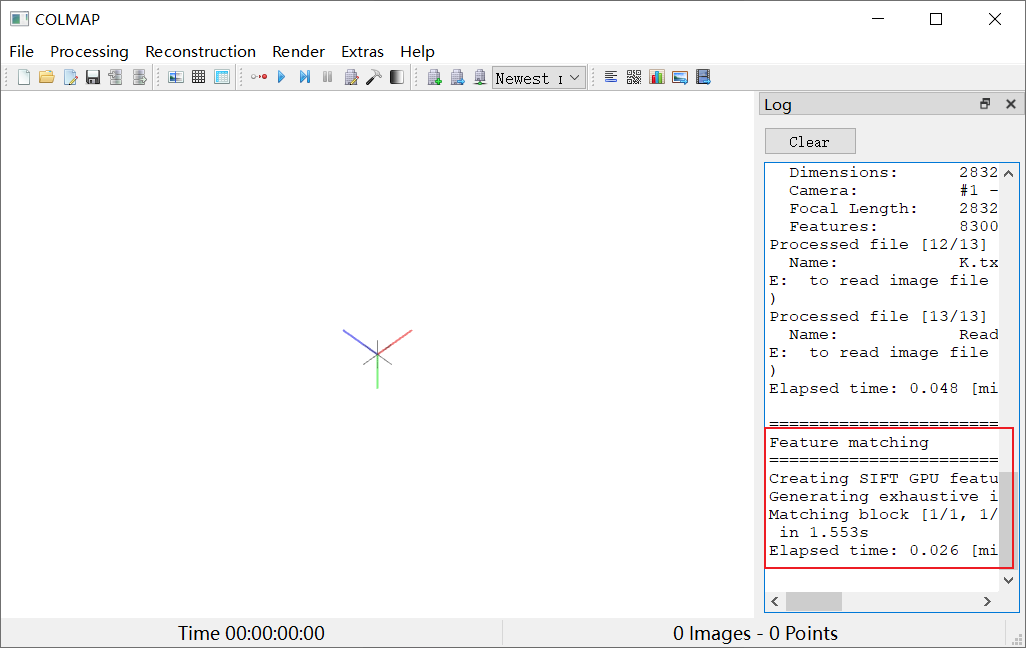 COLMAP
File Processing Reconstruction Render Extras Help
Newest
Log
Clear
Dimensions: 2832
Camera: #1 -
Focal Length: 2832
Features: 8300
Processed file [12/13]
Name: K.tx
E: to read image file
)
Processed file [13/13]
Name: Read
E: to read image file
)
Elapsed time: 0.048 [mi
=======================
Feature matching
=======================
Creating SIFT GPU featu
Generating exhaustive i
Matching block [1/1, 1/
in 1.553s
Elapsed time: 0.026 [mi
Time 00:00:00:00
0 Images - 0 Points